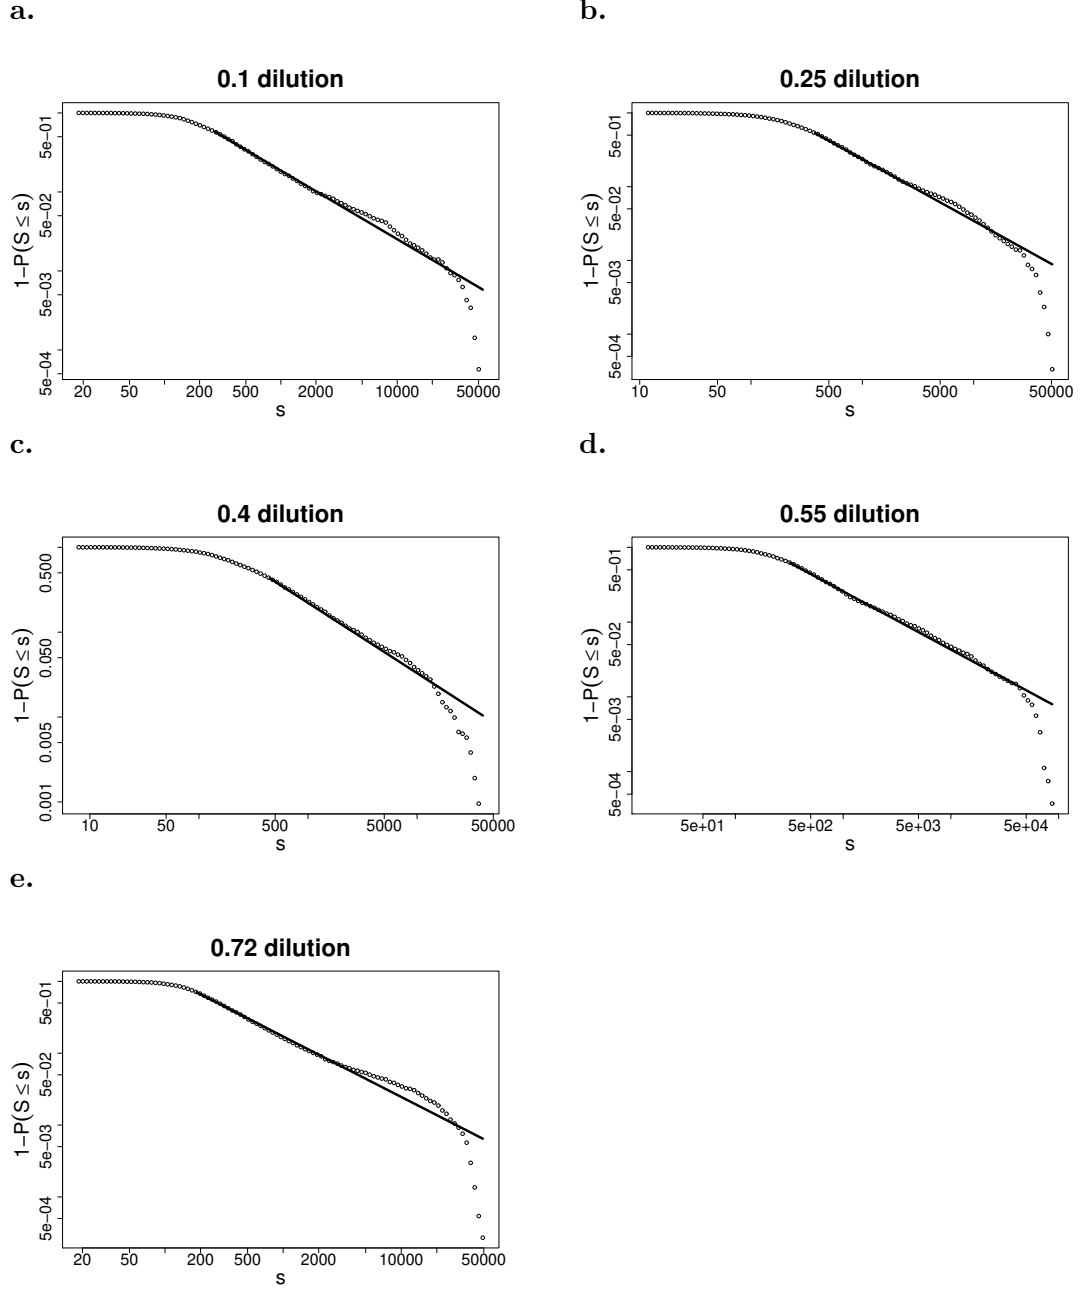 a.
0.1 dilution
1−P(S ≤ s)
5e−01
5e−02
5e−03
5e−04
20 50 200 500 2000 10000 50000
s
b.
0.25 dilution
1−P(S ≤ s)
5e−01
5e−02
5e−03
5e−04
10 50 500 5000 50000
s
c.
0.4 dilution
1−P(S ≤ s)
0.500
0.050
0.005
0.001
10 50 500 5000 50000
s
d.
0.55 dilution
1−P(S ≤ s)
5e−01
5e−02
5e−03
5e−04
5e+01 5e+02 5e+03 5e+04
s
e.
0.72 dilution
1−P(S ≤ s)
5e−01
5e−02
5e−03
5e−04
20 50 200 500 2000 10000 50000
s